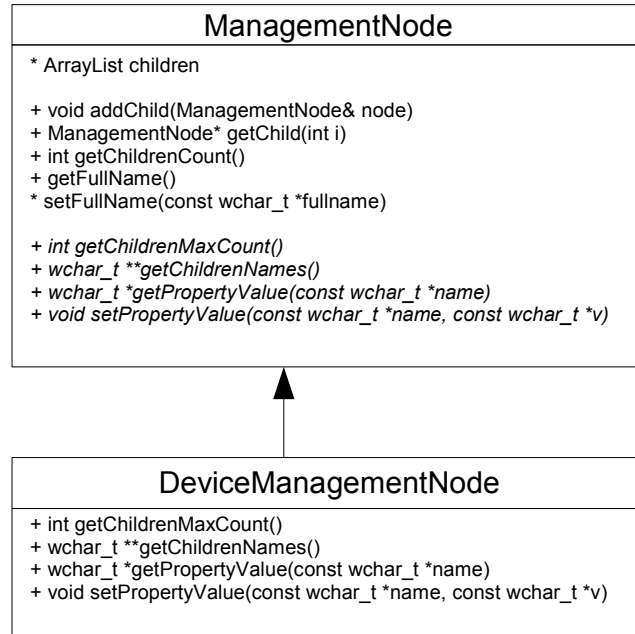 ManagementNode
* ArrayList children
+ void addChild(ManagementNode& node)
+ ManagementNode* getChild(int i)
+ int getChildrenCount()
+ getFullName()
* setFullName(const wchar_t *fullname)
+ int getChildrenMaxCount()
+ wchar_t **getChildrenNames()
+ wchar_t *getPropertyValue(const wchar_t *name)
+ void setPropertyValue(const wchar_t *name, const wchar_t *v)
DeviceManagementNode
+ int getChildrenMaxCount()
+ wchar_t **getChildrenNames()
+ wchar_t *getPropertyValue(const wchar_t *name)
+ void setPropertyValue(const wchar_t *name, const wchar_t *v)